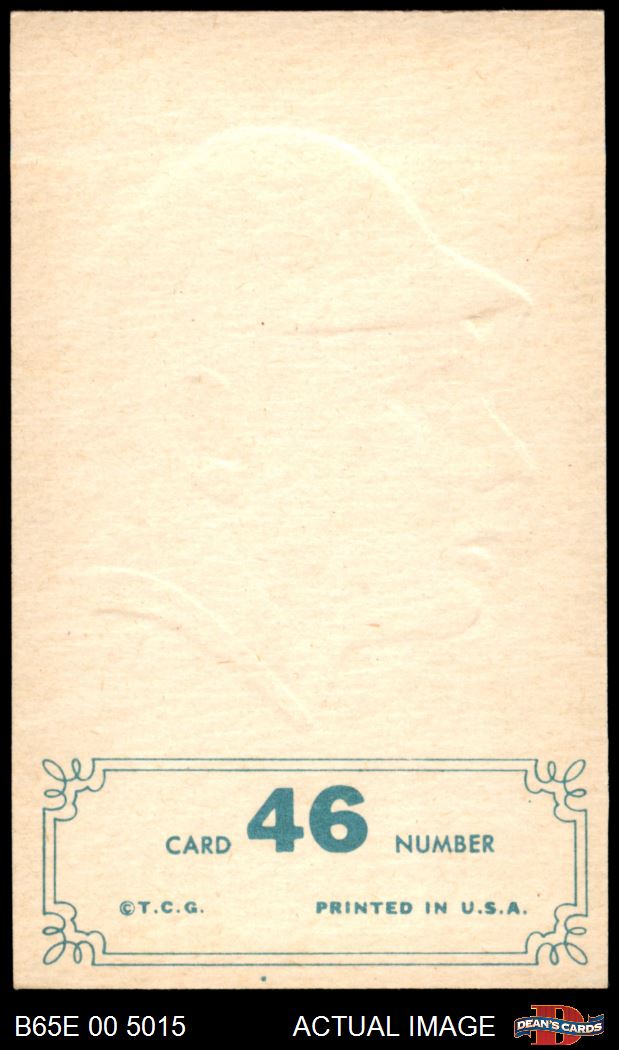 CARD 46 NUMBER
©T.C.G. PRINTED IN U.S.A.
B65E 00 5015 ACTUAL IMAGE DEAN'S CARDS